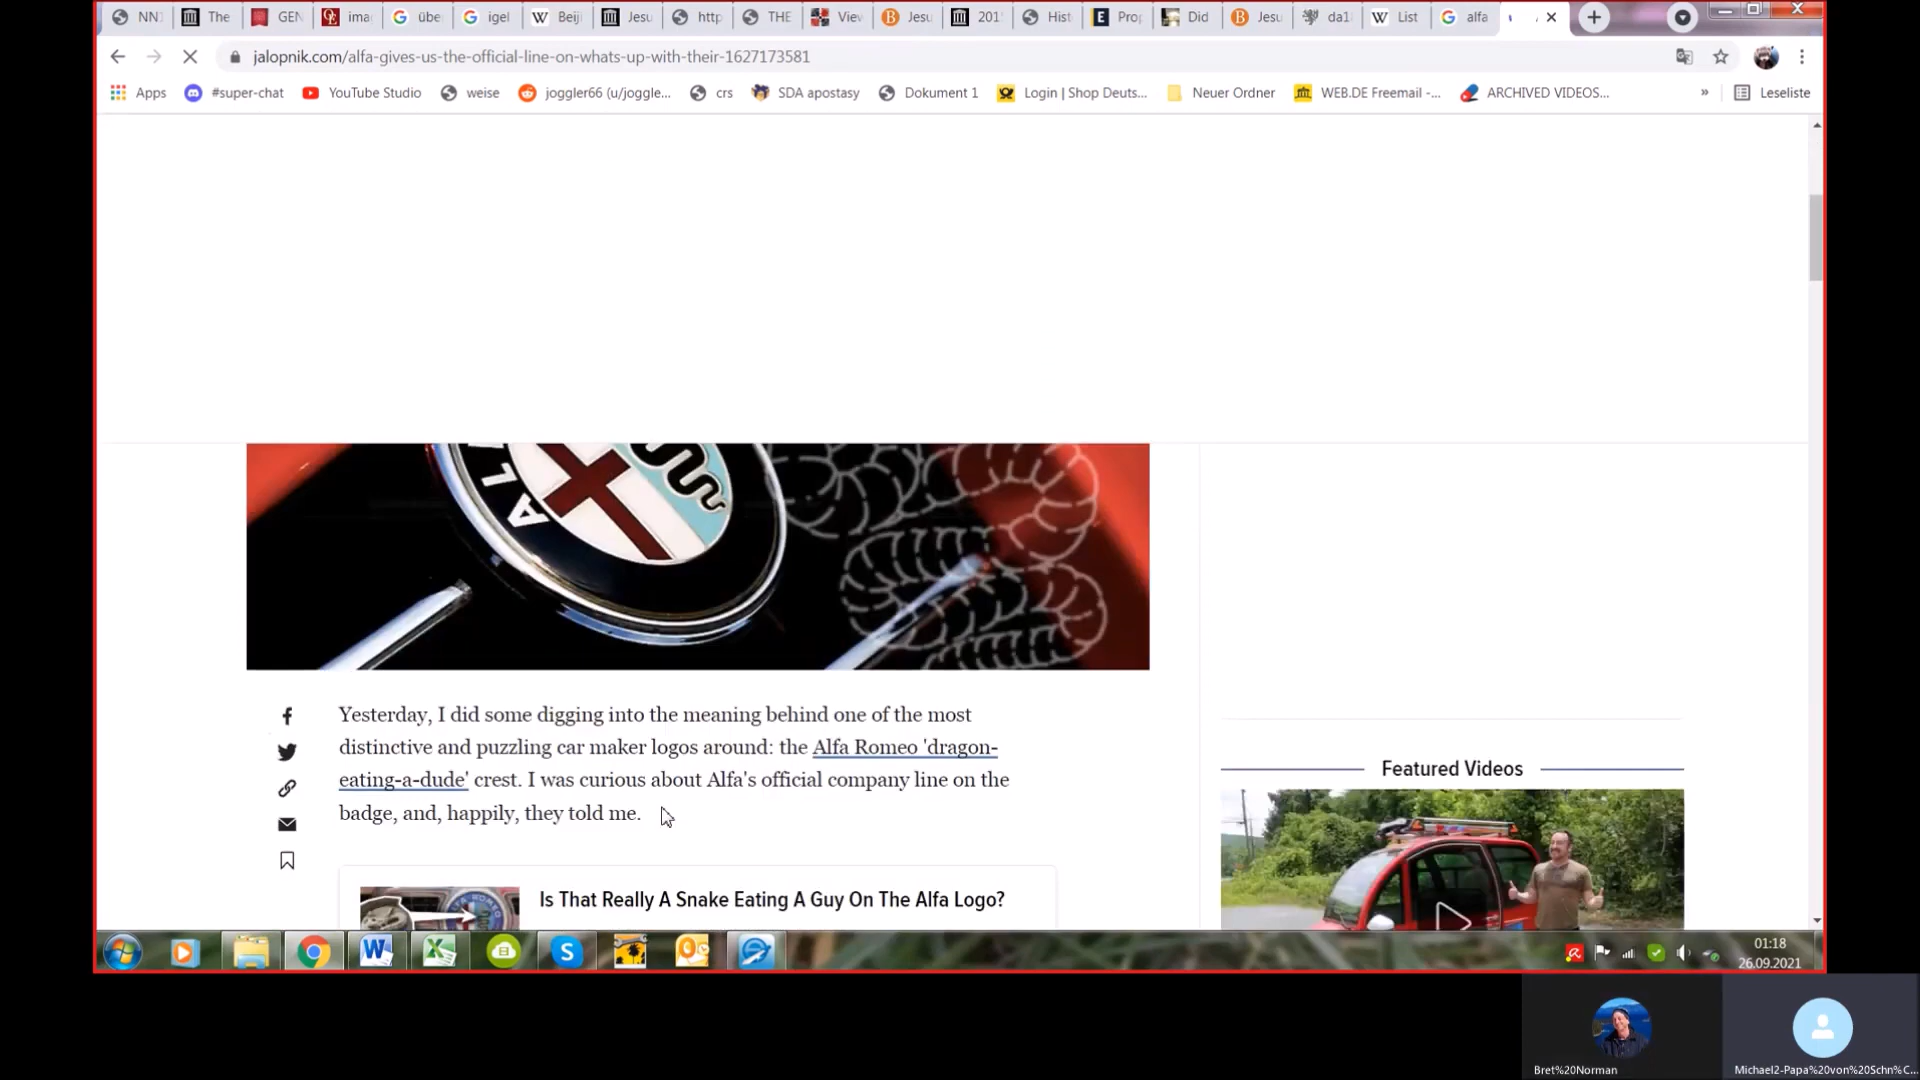 NN1
The
GEN
ima
übe
igel
Beij
Jesu
http
THE
View
Jesu
201
Hist
Prop
Did
Jesu
da1
List
alfa
jalopnik.com/alfa-gives-us-the-official-line-on-whats-up-with-their-1627173581
Apps
#super-chat
YouTube Studio
weise
joggler66 (u/joggle...
crs
SDA apostasy
Dokument 1
Login | Shop Deuts...
Neuer Ordner
WEB.DE Freemail -...
ARCHIVED VIDEOS...
»
Leseliste
Yesterday, I did some digging into the meaning behind one of the most
distinctive and puzzling car maker logos around: the Alfa Romeo 'dragon-
eating-a-dude' crest. I was curious about Alfa's official company line on the
badge, and, happily, they told me.
Is That Really A Snake Eating A Guy On The Alfa Logo?
Featured Videos
01:18
26.09.2021
Bret%20Norman
Michael2-Papa%20von%20Schn%C...